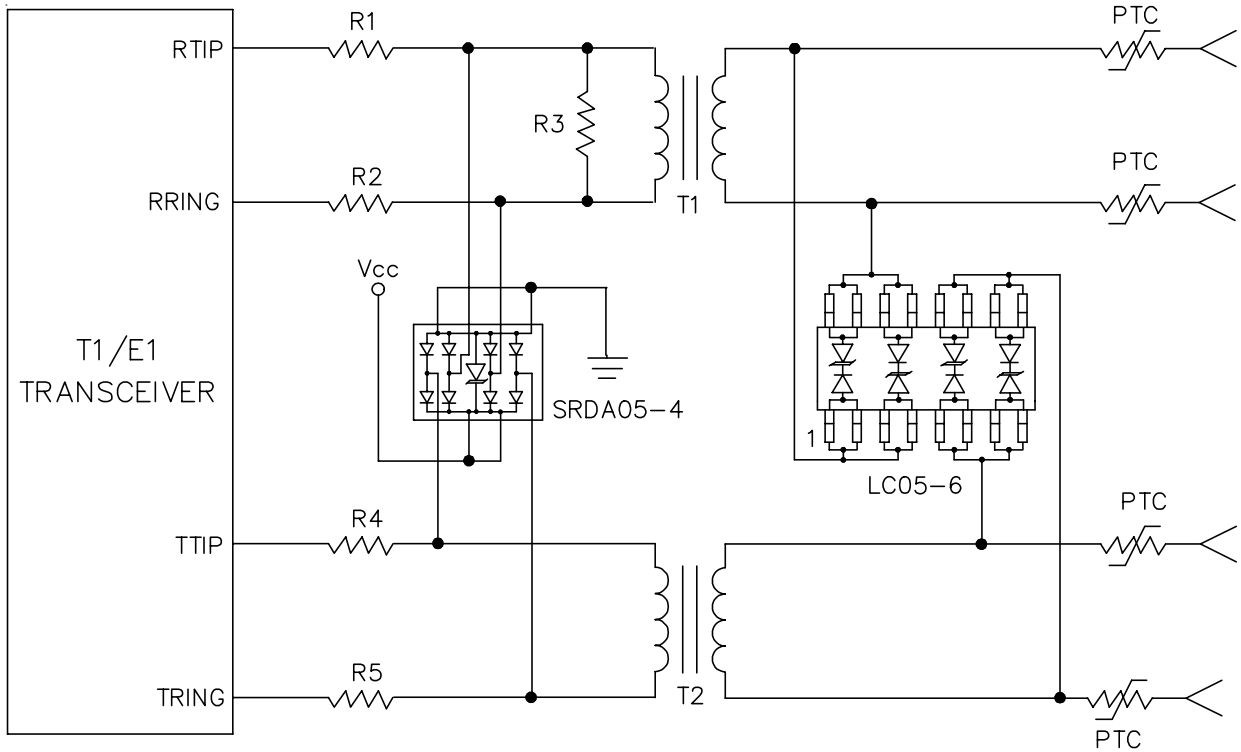 PTC
R1
RTIP
R3
PTC
R2
RRING
T1
Vcc
T1/E1
TRANSCEIVER
SRDA05-4
1
LC05-6
PTC
R4
TTIP
R5
TRING
T2
PTC